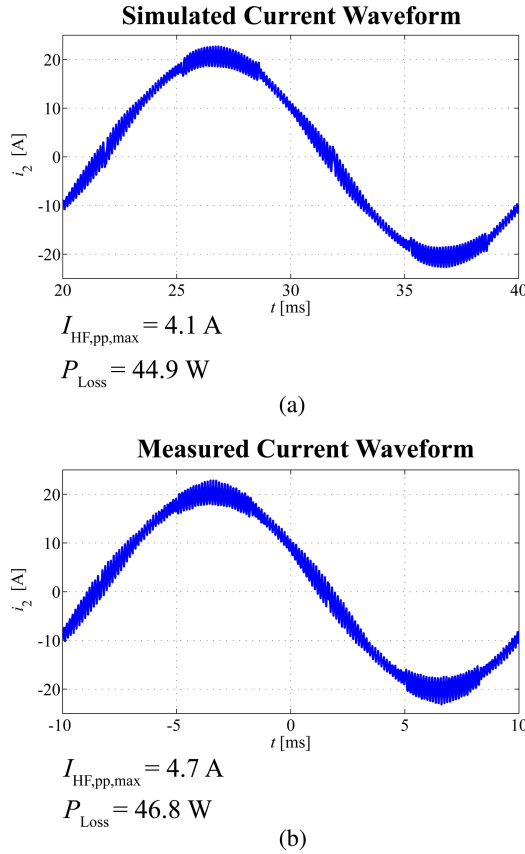 Simulated Current Waveform
20
10
0
-10
-20
i2 [A]
20 25 30 35 40
t [ms]
IHF,pp,max = 4.1 A
PLoss = 44.9 W
(a)
Measured Current Waveform
20
10
0
-10
-20
i2 [A]
-10 -5 0 5 10
t [ms]
IHF,pp,max = 4.7 A
PLoss = 46.8 W
(b)